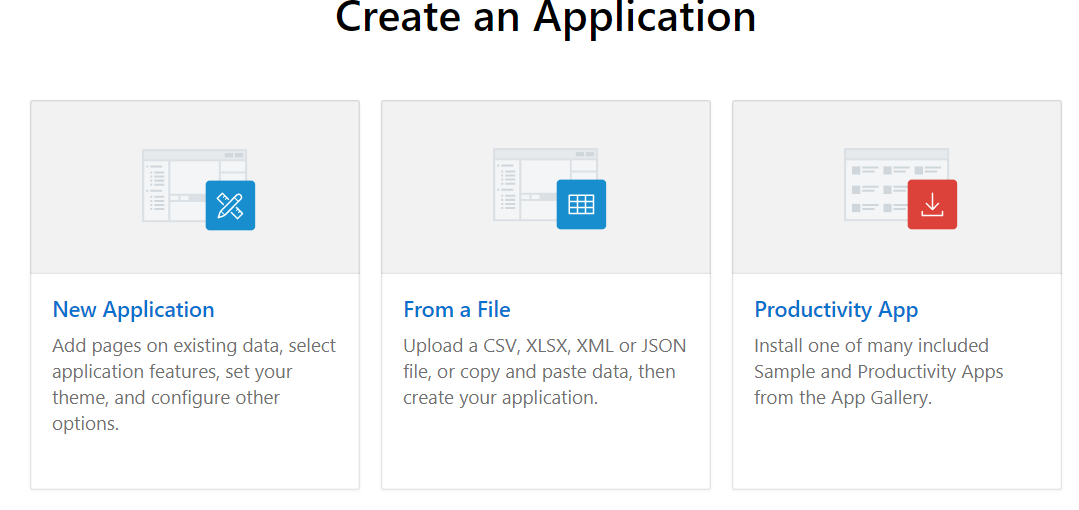 Create an Application
New Application
Add pages on existing data, select
application features, set your
theme, and configure other
options.
From a File
Upload a CSV, XLSX, XML or JSON
file, or copy and paste data, then
create your application.
Productivity App
Install one of many included
Sample and Productivity Apps
from the App Gallery.